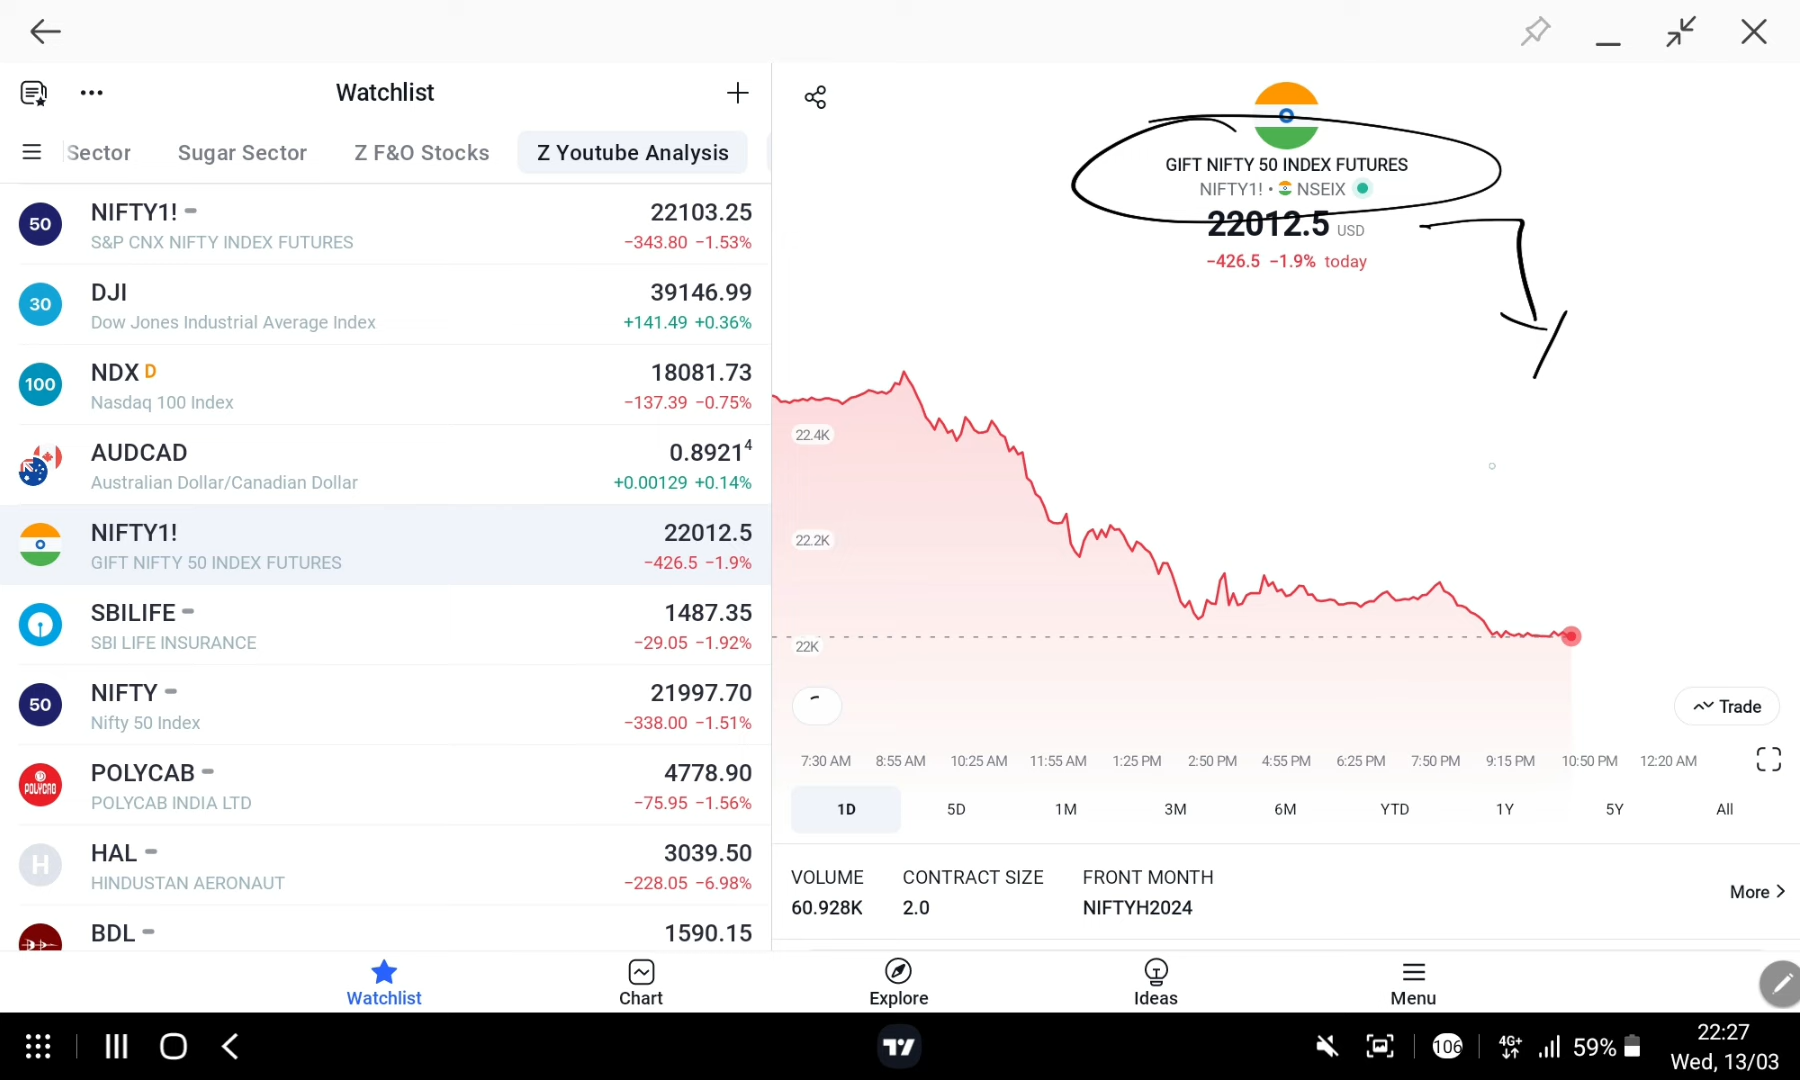 Watchlist
Sector Sugar Sector Z F&O Stocks Z Youtube Analysis
50 NIFTY1! 22103.25
S&P CNX NIFTY INDEX FUTURES −343.80 −1.53%
30 DJI 39146.99
Dow Jones Industrial Average Index +141.49 +0.36%
100 NDX D 18081.73
Nasdaq 100 Index −137.39 −0.75%
AUDCAD 0.89214
Australian Dollar/Canadian Dollar +0.00129 +0.14%
NIFTY1! 22012.5
GIFT NIFTY 50 INDEX FUTURES −426.5 −1.9%
SBILIFE 1487.35
SBI LIFE INSURANCE −29.05 −1.92%
50 NIFTY 21997.70
Nifty 50 Index −338.00 −1.51%
POLYCAB POLYCAB 4778.90
POLYCAB INDIA LTD −75.95 −1.56%
H HAL 3039.50
HINDUSTAN AERONAUT −228.05 −6.98%
BDL 1590.15
GIFT NIFTY 50 INDEX FUTURES
NIFTY1! • NSEIX
22012.5 USD
−426.5 −1.9% today
22.4K
22.2K
22K
Trade
7:30 AM 8:55 AM 10:25 AM 11:55 AM 1:25 PM 2:50 PM 4:55 PM 6:25 PM 7:50 PM 9:15 PM 10:50 PM 12:20 AM
1D 5D 1M 3M 6M YTD 1Y 5Y All
VOLUME CONTRACT SIZE FRONT MONTH
60.928K 2.0 NIFTYH2024
More >
Watchlist Chart Explore Ideas Menu
106 4G+ 59% 22:27
Wed, 13/03